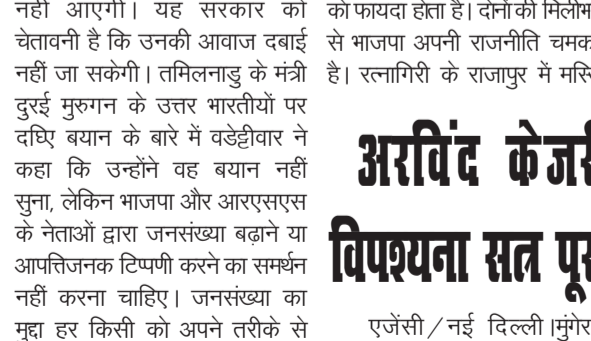 नहीं आएगी। यह सरकार को
चेतावनी है कि उनकी आवाज दबाई
नहीं जा सकेगी। तमिलनाडु के मंत्री
दुरई मुरुगन के उत्तर भारतीयों पर
दघिए बयान के बारे में वडेट्टीवार ने
कहा कि उन्होंने वह बयान नहीं
सुना, लेकिन भाजपा और आरएसएस
के नेताओं द्वारा जनसंख्या बढ़ाने या
आपत्तिजनक टिप्पणी करने का समर्थन
नहीं करना चाहिए। जनसंख्या का
मुद्दा हर किसी को अपने तरीके से
को फायदा होता है। दोनों की
से भाजपा अपनी राजनीति
है। रत्नागिरी के राजापुर में
अरविंद
विपश्यना सत्र
एजेंसी/नई दिल्ली।मुंगेर